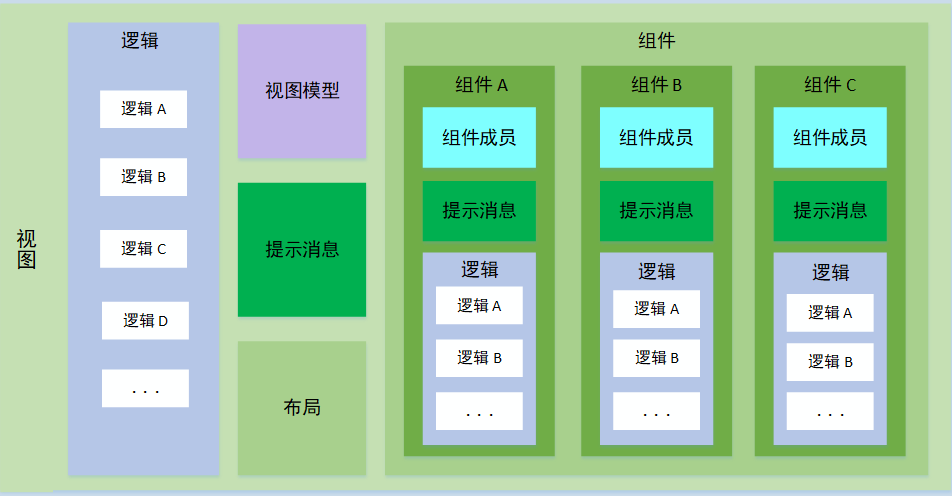 视图
逻辑
逻辑 A
逻辑 B
逻辑 C
逻辑 D
. . .
视图模型
提示消息
布局
组件
组件 A
组件成员
提示消息
逻辑
逻辑 A
逻辑 B
. . .
组件 B
组件成员
提示消息
逻辑
逻辑 A
逻辑 B
. . .
组件 C
组件成员
提示消息
逻辑
逻辑 A
逻辑 B
. . .